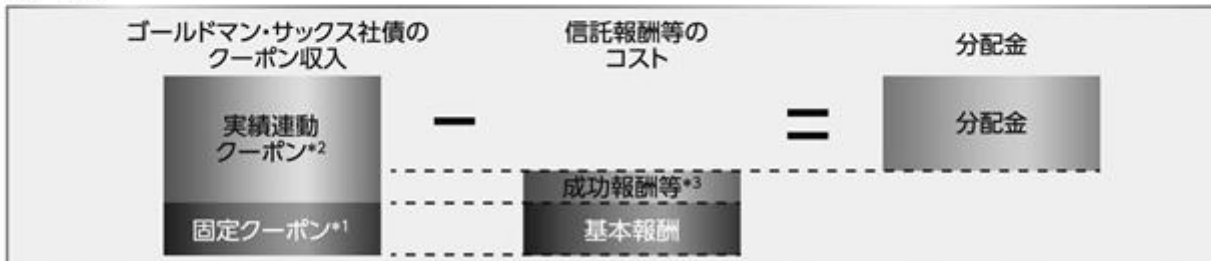 ゴールドマン・サックス社債の
クーポン収入
信託報酬等の
コスト
分配金
実績連動
クーポン*2
固定クーポン*1
−
成功報酬等*3
基本報酬
=
分配金